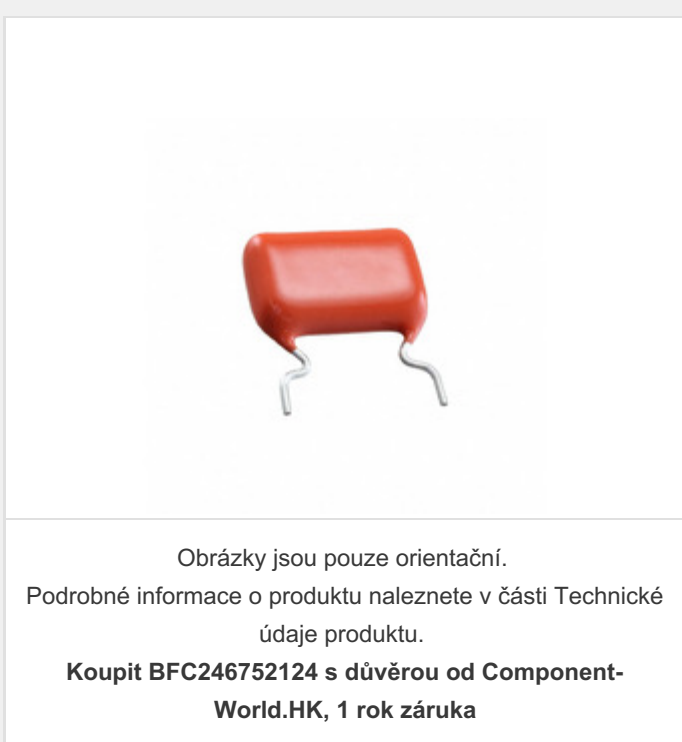 Obrázky jsou pouze orientační.
Podrobné informace o produktu naleznete v části Technické
údaje produktu.
Koupit BFC246752124 s důvěrou od Component-
World.HK, 1 rok záruka